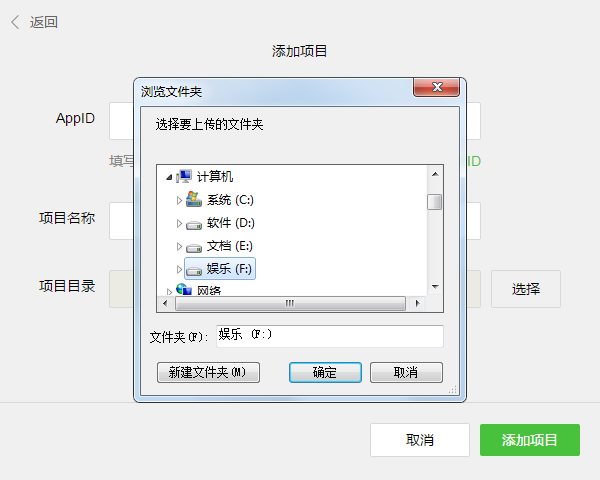 返回
添加项目
浏览文件夹
AppID
选择要上传的文件夹
填写
ID
计算机
系统 (C:)
项目名称
软件 (D:)
文档 (E:)
娱乐 (F:)
项目目录
选择
网络
文件夹(F):
娱乐 (F:)
新建文件夹(M)
确定
取消
取消
添加项目